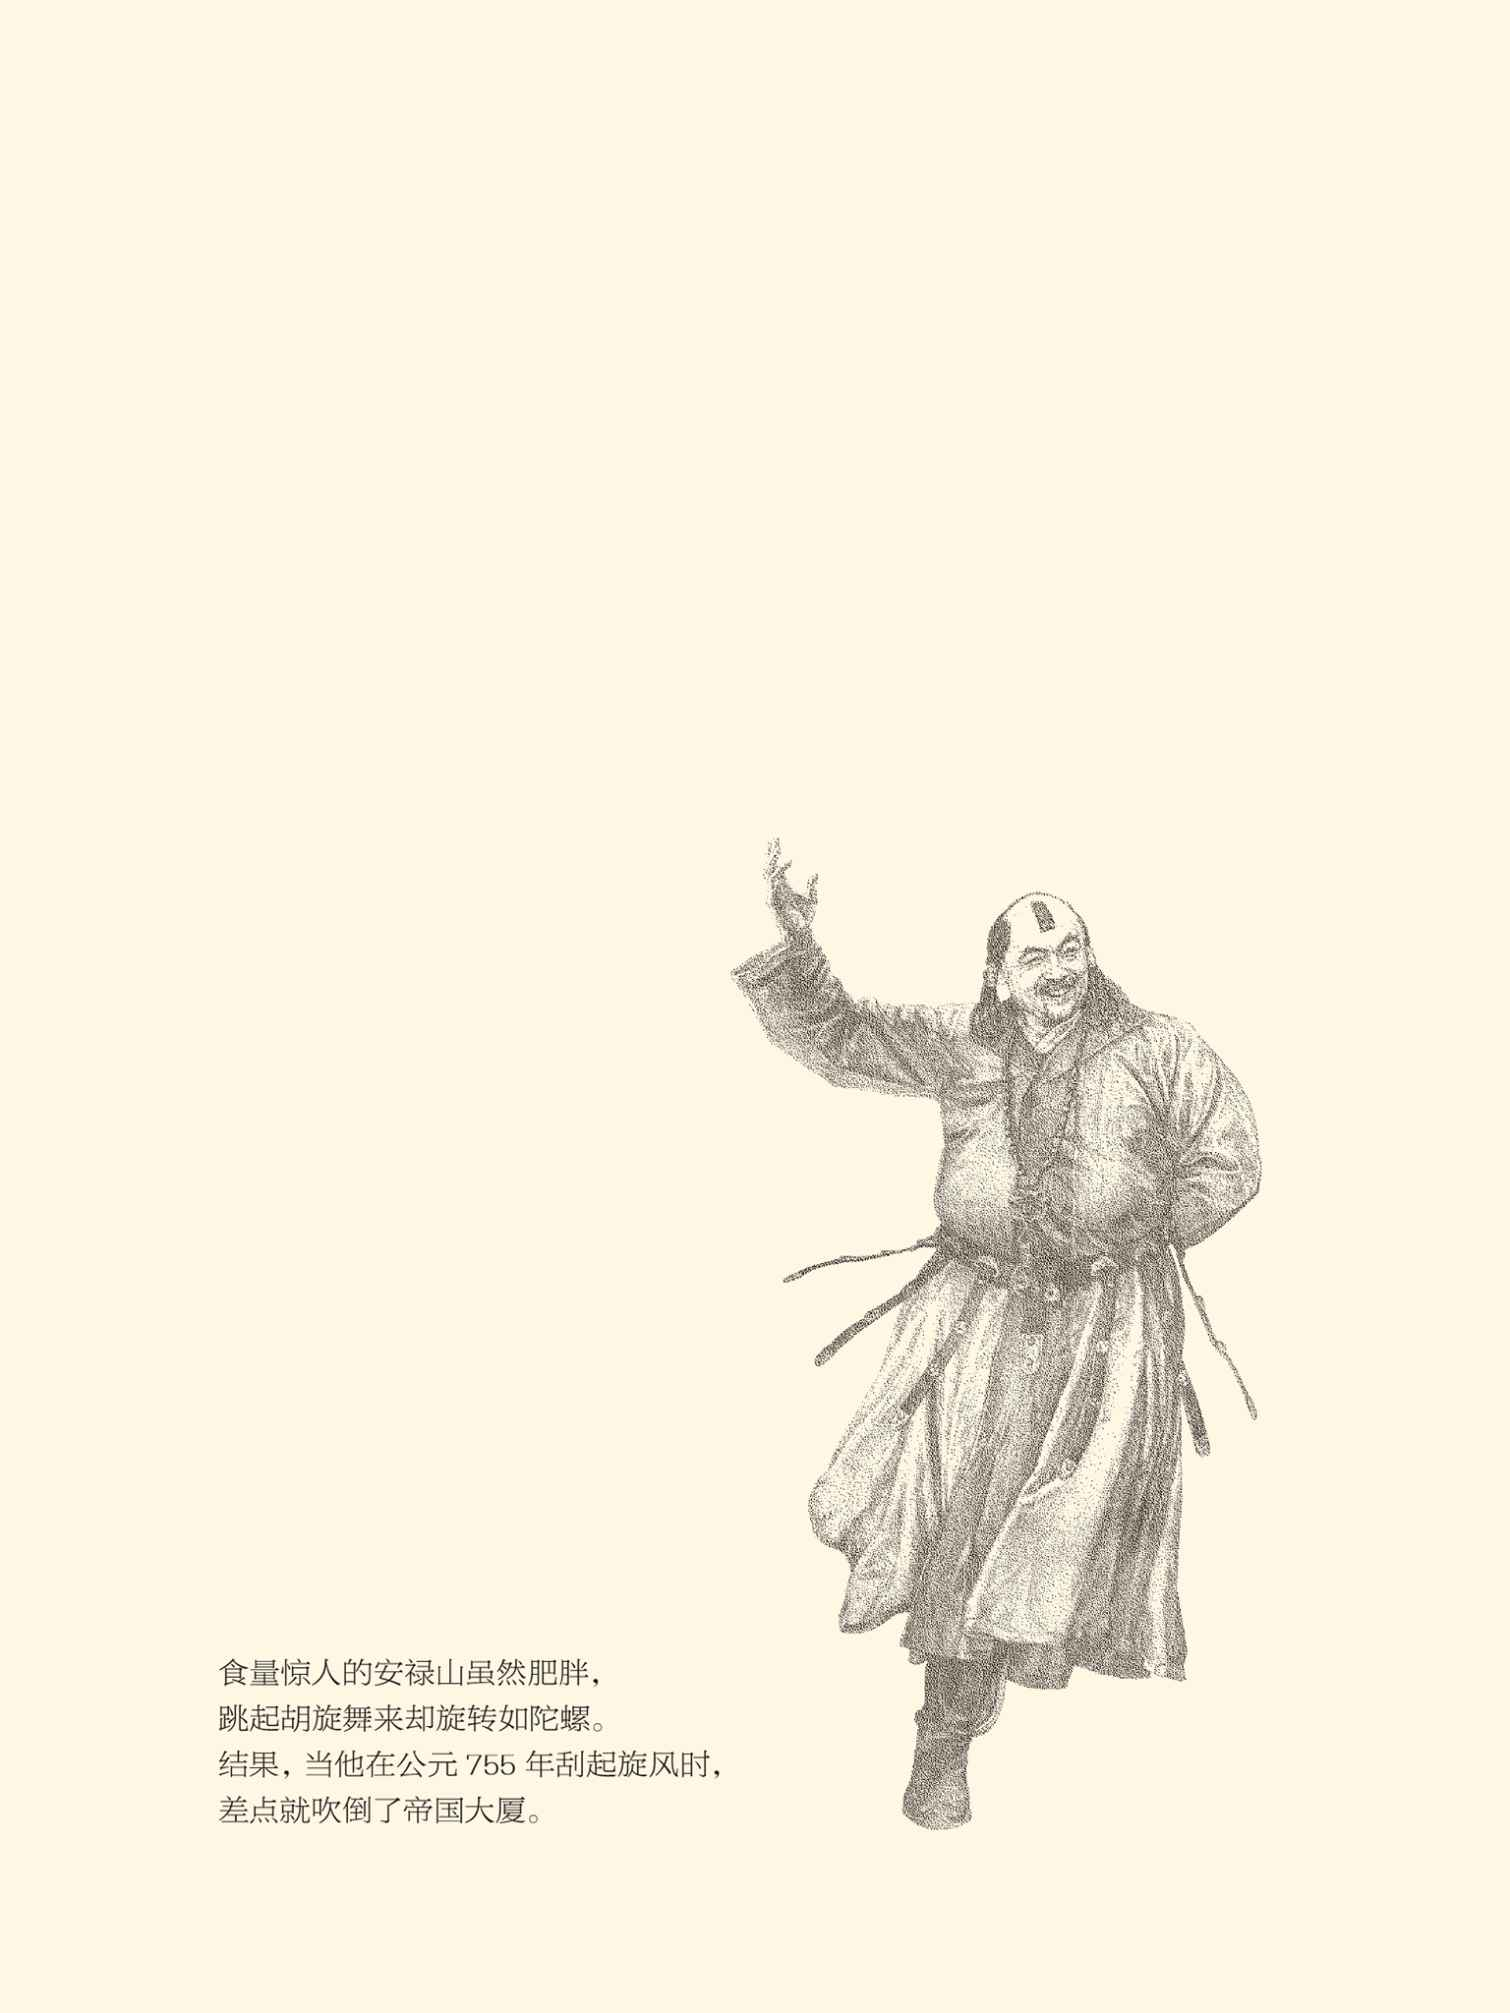 食量惊人的安禄山虽然肥胖，
跳起胡旋舞来却旋转如陀螺。
结果，当他在公元 755 年刮起旋风时，
差点就吹倒了帝国大厦。